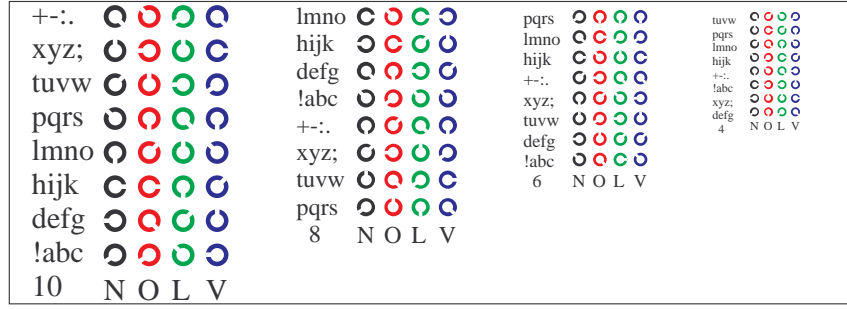 +-:.
xyz;
tuvw
pqrs
lmno
hijk
defg
!abc
10 N O L V
lmno
hijk
defg
!abc
+-:.
xyz;
tuvw
pqrs
8 N O L V
pqrs
lmno
hijk
+-:.
xyz;
tuvw
defg
!abc
6 N O L V
tuvw
pqrs
lmno
hijk
+-:.
!abc
xyz;
defg
4 N O L V